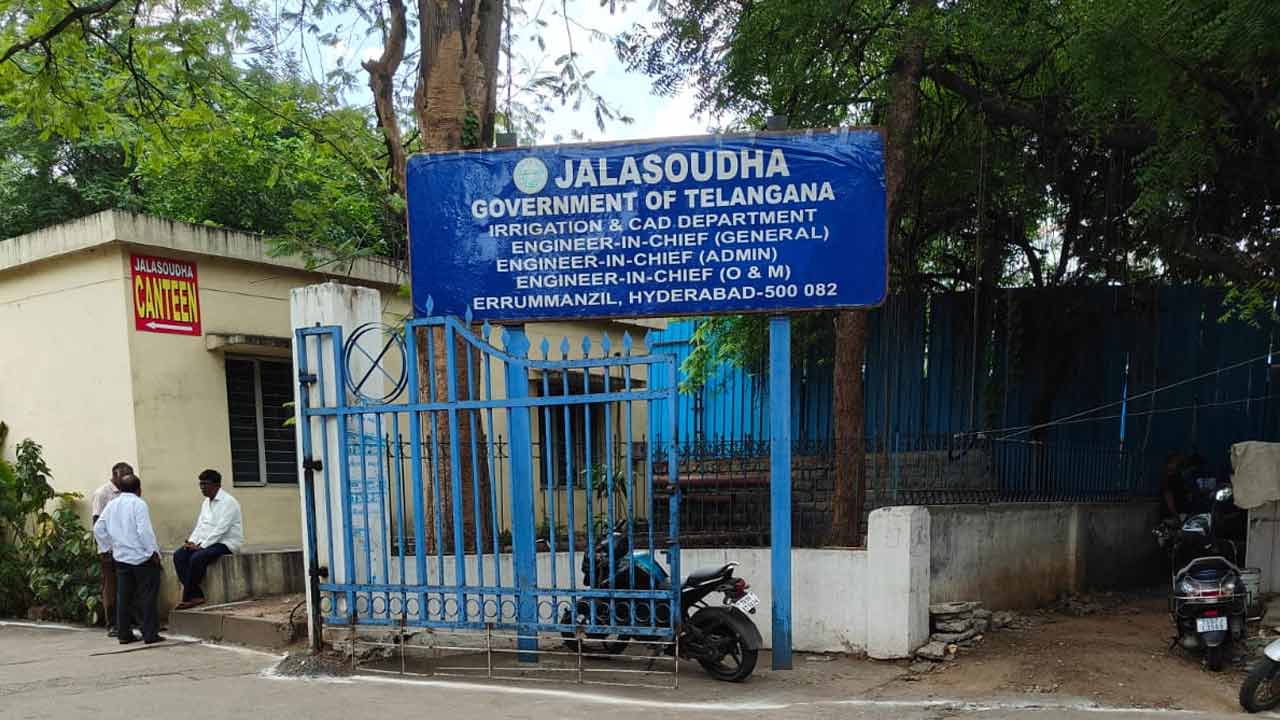 JALASOUDHA
GOVERNMENT OF TELANGANA
IRRIGATION & CAD DEPARTMENT
ENGINEER-IN-CHIEF (GENERAL)
ENGINEER-IN-CHIEF (ADMIN)
ENGINEER-IN-CHIEF (O & M)
ERRUMMANZIL, HYDERABAD-500 082
JALASOUDHA
CANTEEN